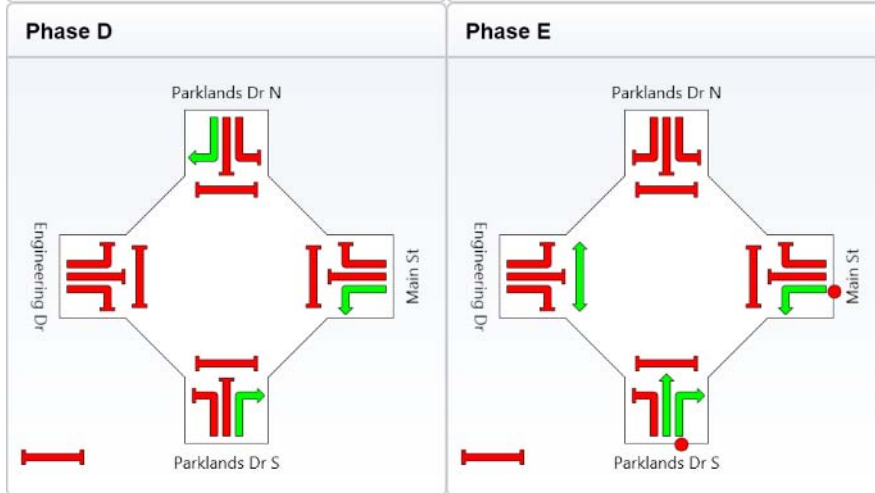 Phase D
Parklands Dr N
Engineering Dr
Main St
Parklands Dr S
Phase E
Parklands Dr N
Engineering Dr
Main St
Parklands Dr S